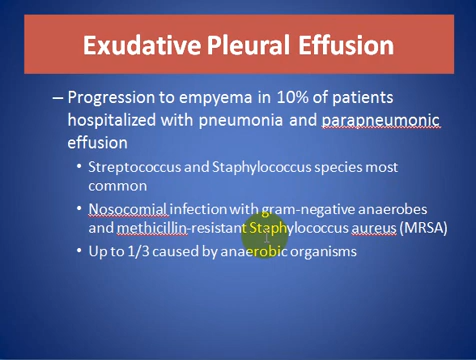 Exudative Pleural Effusion
– Progression to empyema in 10% of patients
hospitalized with pneumonia and parapneumonic
effusion
• Streptococcus and Staphylococcus species most
common
• Nosocomial infection with gram-negative anaerobes
and methicillin-resistant Staphylococcus aureus (MRSA)
• Up to 1/3 caused by anaerobic organisms